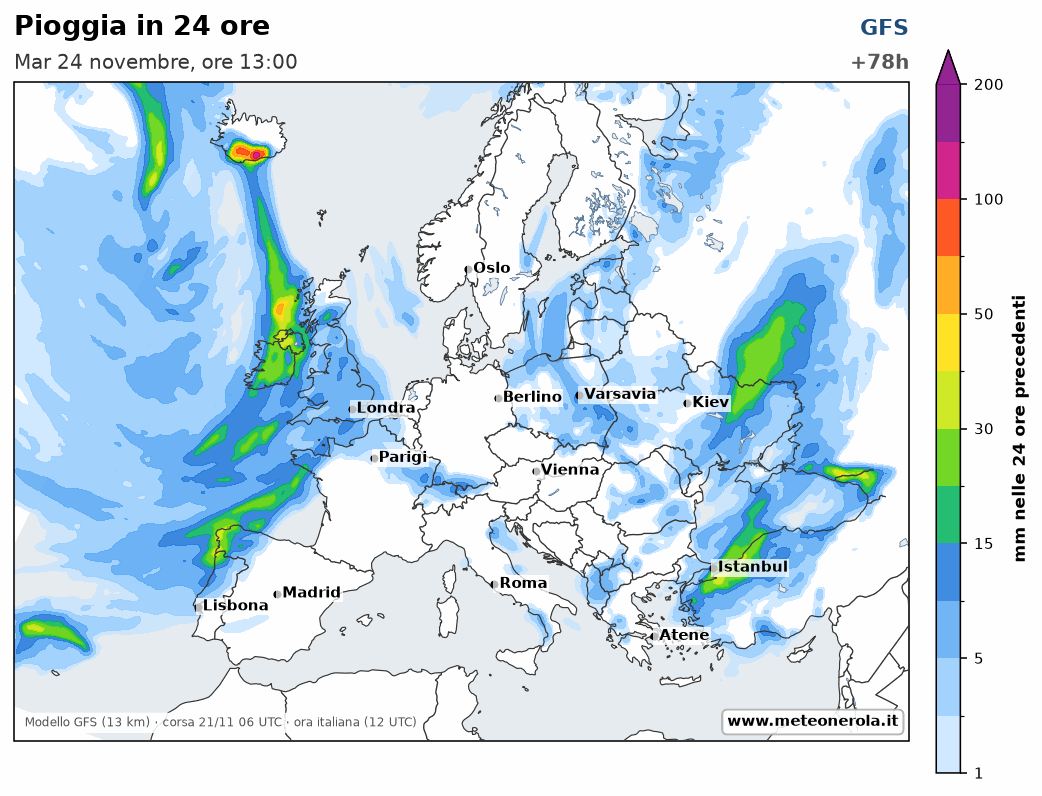 Pioggia in 24 ore
GFS
Mar 24 novembre, ore 13:00
+78h
200
100
50
30
15
5
1
mm nelle 24 ore precedenti
Oslo
Berlino
Varsavia
Kiev
Londra
Parigi
Vienna
Istanbul
Roma
Madrid
Lisbona
Atene
Modello GFS (13 km) · corsa 21/11 06 UTC · ora italiana (12 UTC)
www.meteonerola.it